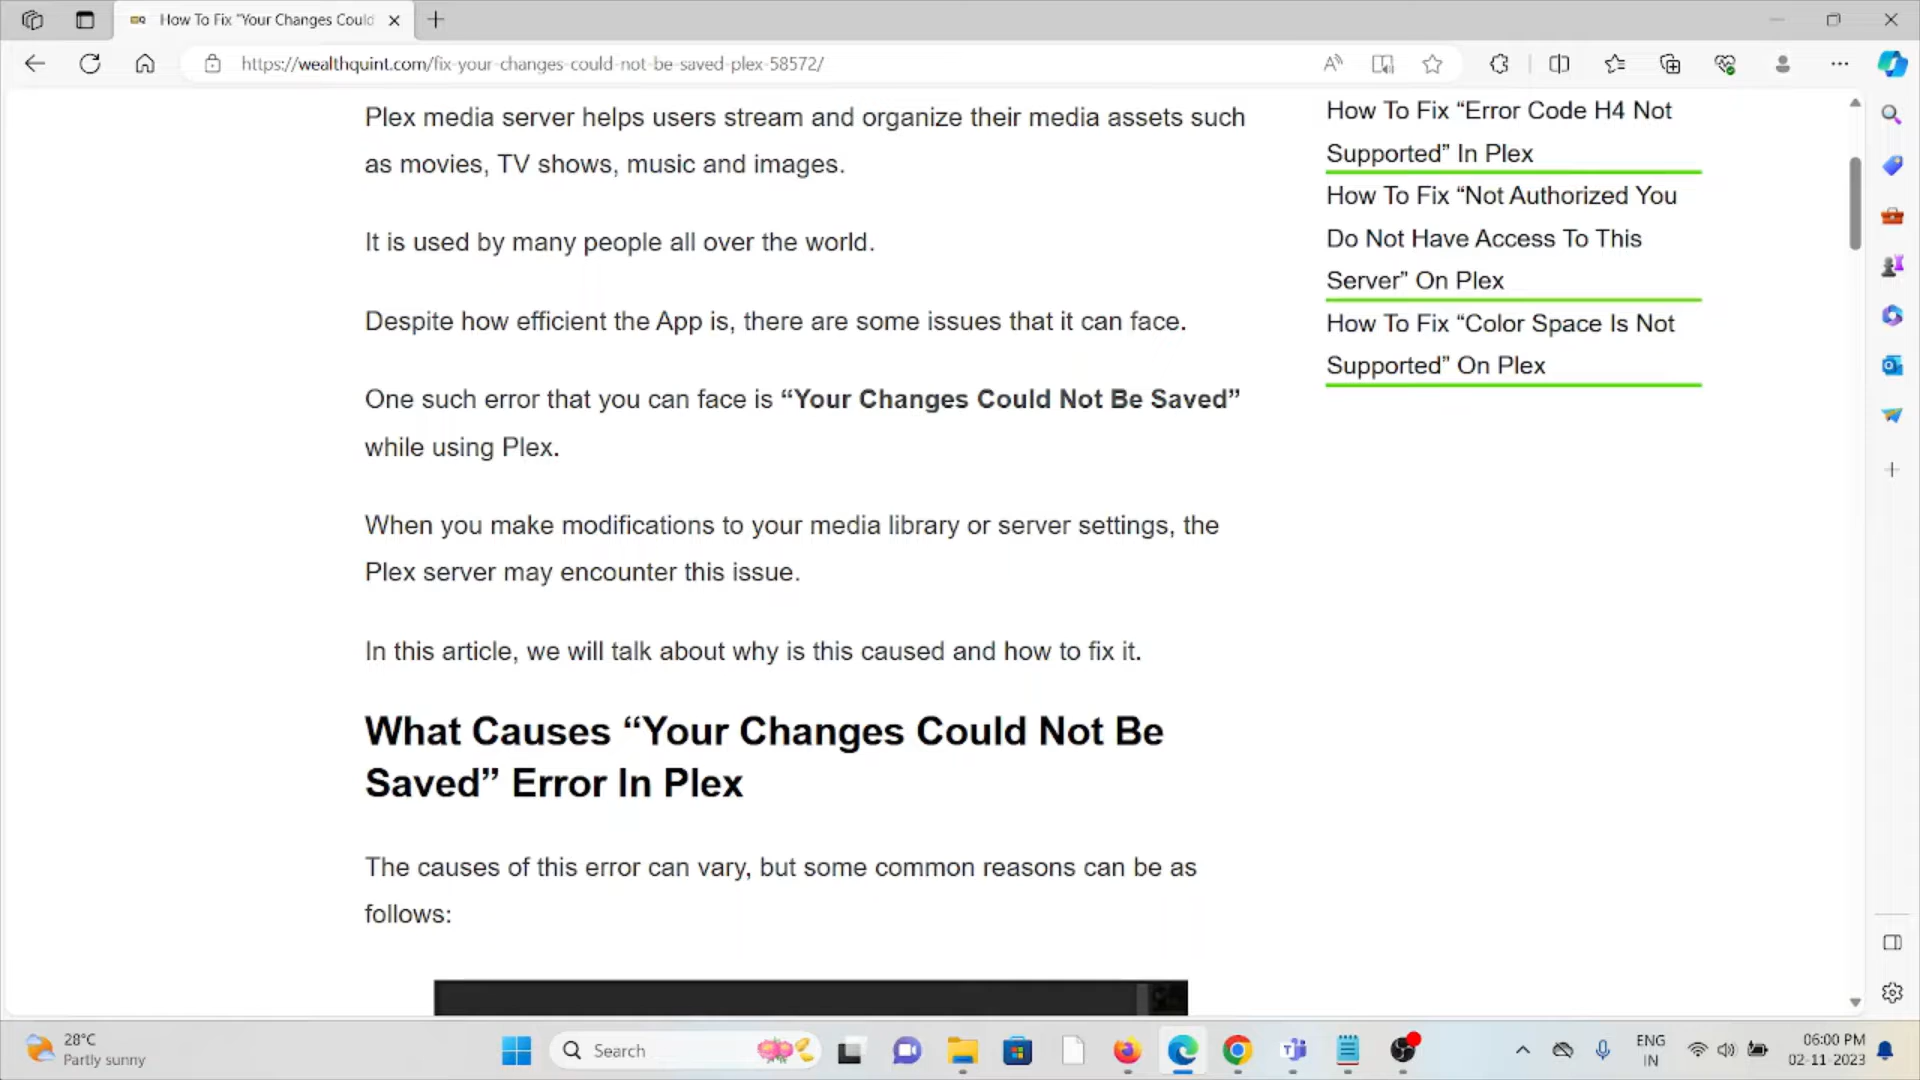 How To Fix "Your Changes Could
https://wealthquint.com/fix-your-changes-could-not-be-saved-plex-58572/
Plex media server helps users stream and organize their media assets such
as movies, TV shows, music and images.
It is used by many people all over the world.
Despite how efficient the App is, there are some issues that it can face.
One such error that you can face is “Your Changes Could Not Be Saved”
while using Plex.
When you make modifications to your media library or server settings, the
Plex server may encounter this issue.
In this article, we will talk about why is this caused and how to fix it.
What Causes “Your Changes Could Not Be
Saved” Error In Plex
The causes of this error can vary, but some common reasons can be as
follows:
How To Fix “Error Code H4 Not
Supported” In Plex
How To Fix “Not Authorized You
Do Not Have Access To This
Server” On Plex
How To Fix “Color Space Is Not
Supported” On Plex
28°C
Partly sunny
Search
ENG
IN
06:00 PM
02-11-2023